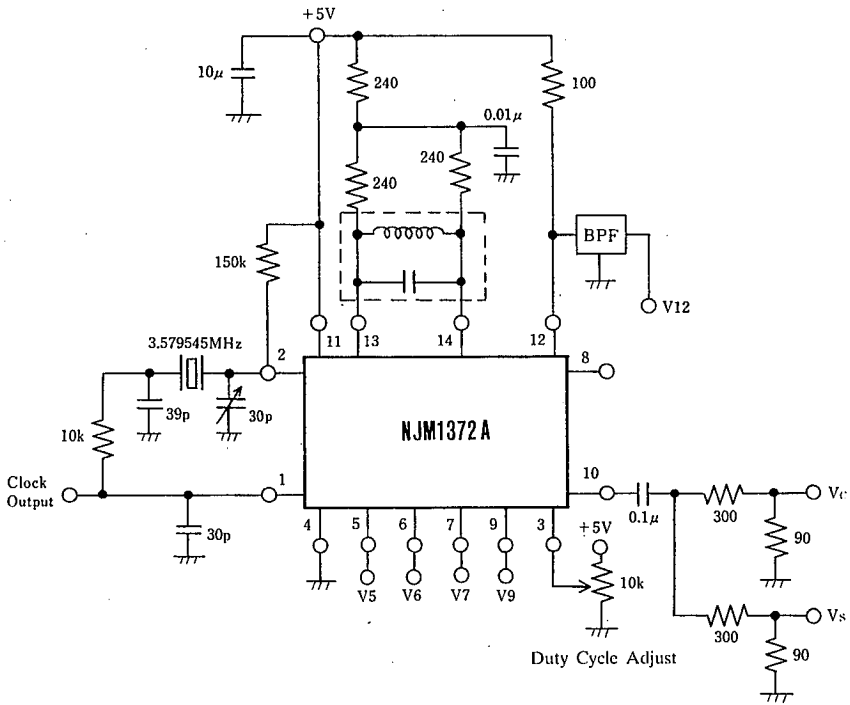 +5V
10μ
240
100
0.01μ
240
240
150k
BPF
V12
3.579545MHz
2
11
13
14
12
8
39p
30p
NJM1372A
10k
Clock
Output
1
10
0.1μ
300
VC
90
30p
4
5
6
7
9
3
+5V
10k
V5
V6
V7
V9
300
VS
90
Duty Cycle Adjust